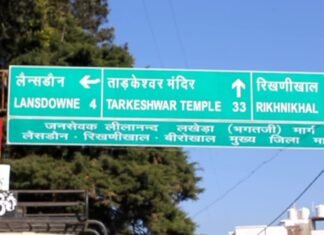 लैन्सडौन ← ताड़केश्वर मंदिर ↑ रिखणीखाल
LANSDOWNE 4 TARKESHWAR TEMPLE 33 RIKHNIKHAL
जनसेवक लीलानन्द लखेड़ा (भगतजी) मार्ग
लैसडौन - रिखणीखाल - बीरोंखाल मुख्य जिला